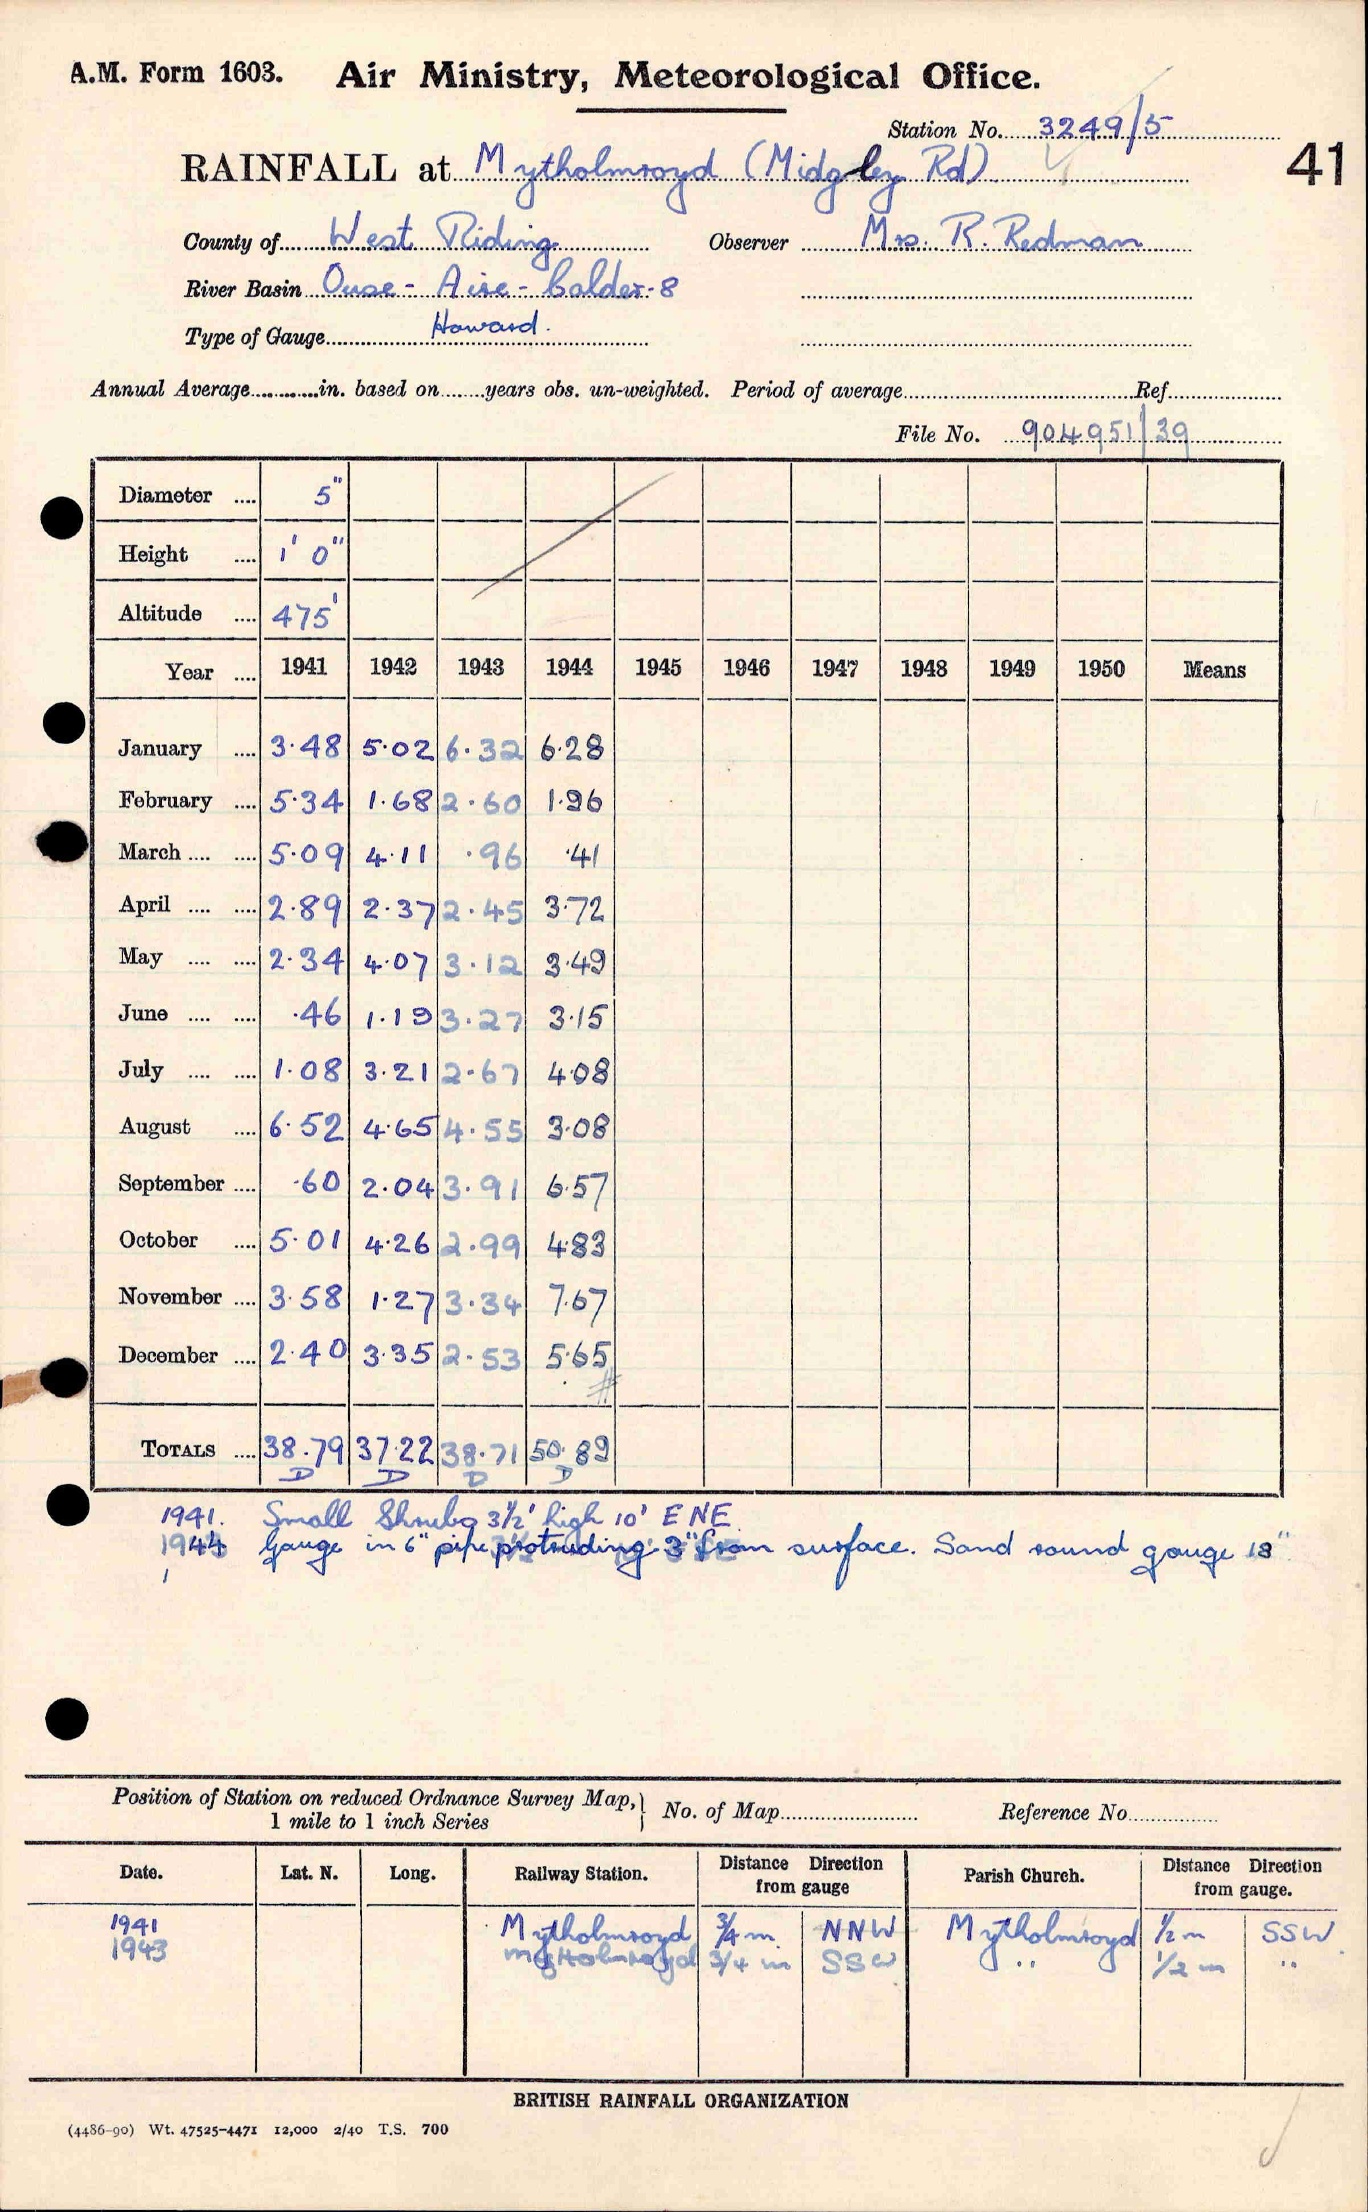 A.M. Form 1603. Air Ministry, Meteorological Office.
Station No. 3249/5
RAINFALL at Mytholmroyd (Midgley Rd)
41
County of West Riding Observer Mrs. R. Redman
River Basin Ouse - Aire - Calder - 8
Type of Gauge Howard.
Annual Average............in. based on.......years obs. un-weighted. Period of average Ref.
File No. 904951/39
Diameter .... 5"
Height .... 1' 0"
Altitude .... 475'
Year .... 1941 1942 1943 1944 1945 1946 1947 1948 1949 1950 Means
January .... 3.48 5.02 6.32 6.28
February .... 5.34 1.68 2.60 1.96
March .... .... 5.09 4.11 .96 .41
April .... .... 2.89 2.37 2.45 3.72
May .... .... 2.34 4.07 3.12 3.49
June .... .... .46 1.19 3.27 3.15
July .... .... 1.08 3.21 2.67 4.08
August .... 6.52 4.65 4.55 3.08
September .... .60 2.04 3.91 6.57
October .... 5.01 4.26 2.99 4.83
November .... 3.58 1.27 3.34 7.67
December .... 2.40 3.35 2.53 5.65
#
TOTALS .... 38.79 37.22 38.71 50.89
D D D D
1941. Small Shrubs 3½' high 10' ENE
1944 Gauge in 6" pipe protruding 3" from surface. Sand round gauge 18"
Position of Station on reduced Ordnance Survey Map, } No. of Map Reference No.
1 mile to 1 inch Series
Date. Lat. N. Long. Railway Station. Distance Direction from gauge Parish Church. Distance Direction from gauge.
1941 Mytholmroyd ¾ m. NNW Mytholmroyd ½ m SSW
1943 Mytholmroyd 3/4 m SSW " 1/2 m "
BRITISH RAINFALL ORGANIZATION
(4486-90) Wt. 47525-4471 12,000 2/40 T.S. 700